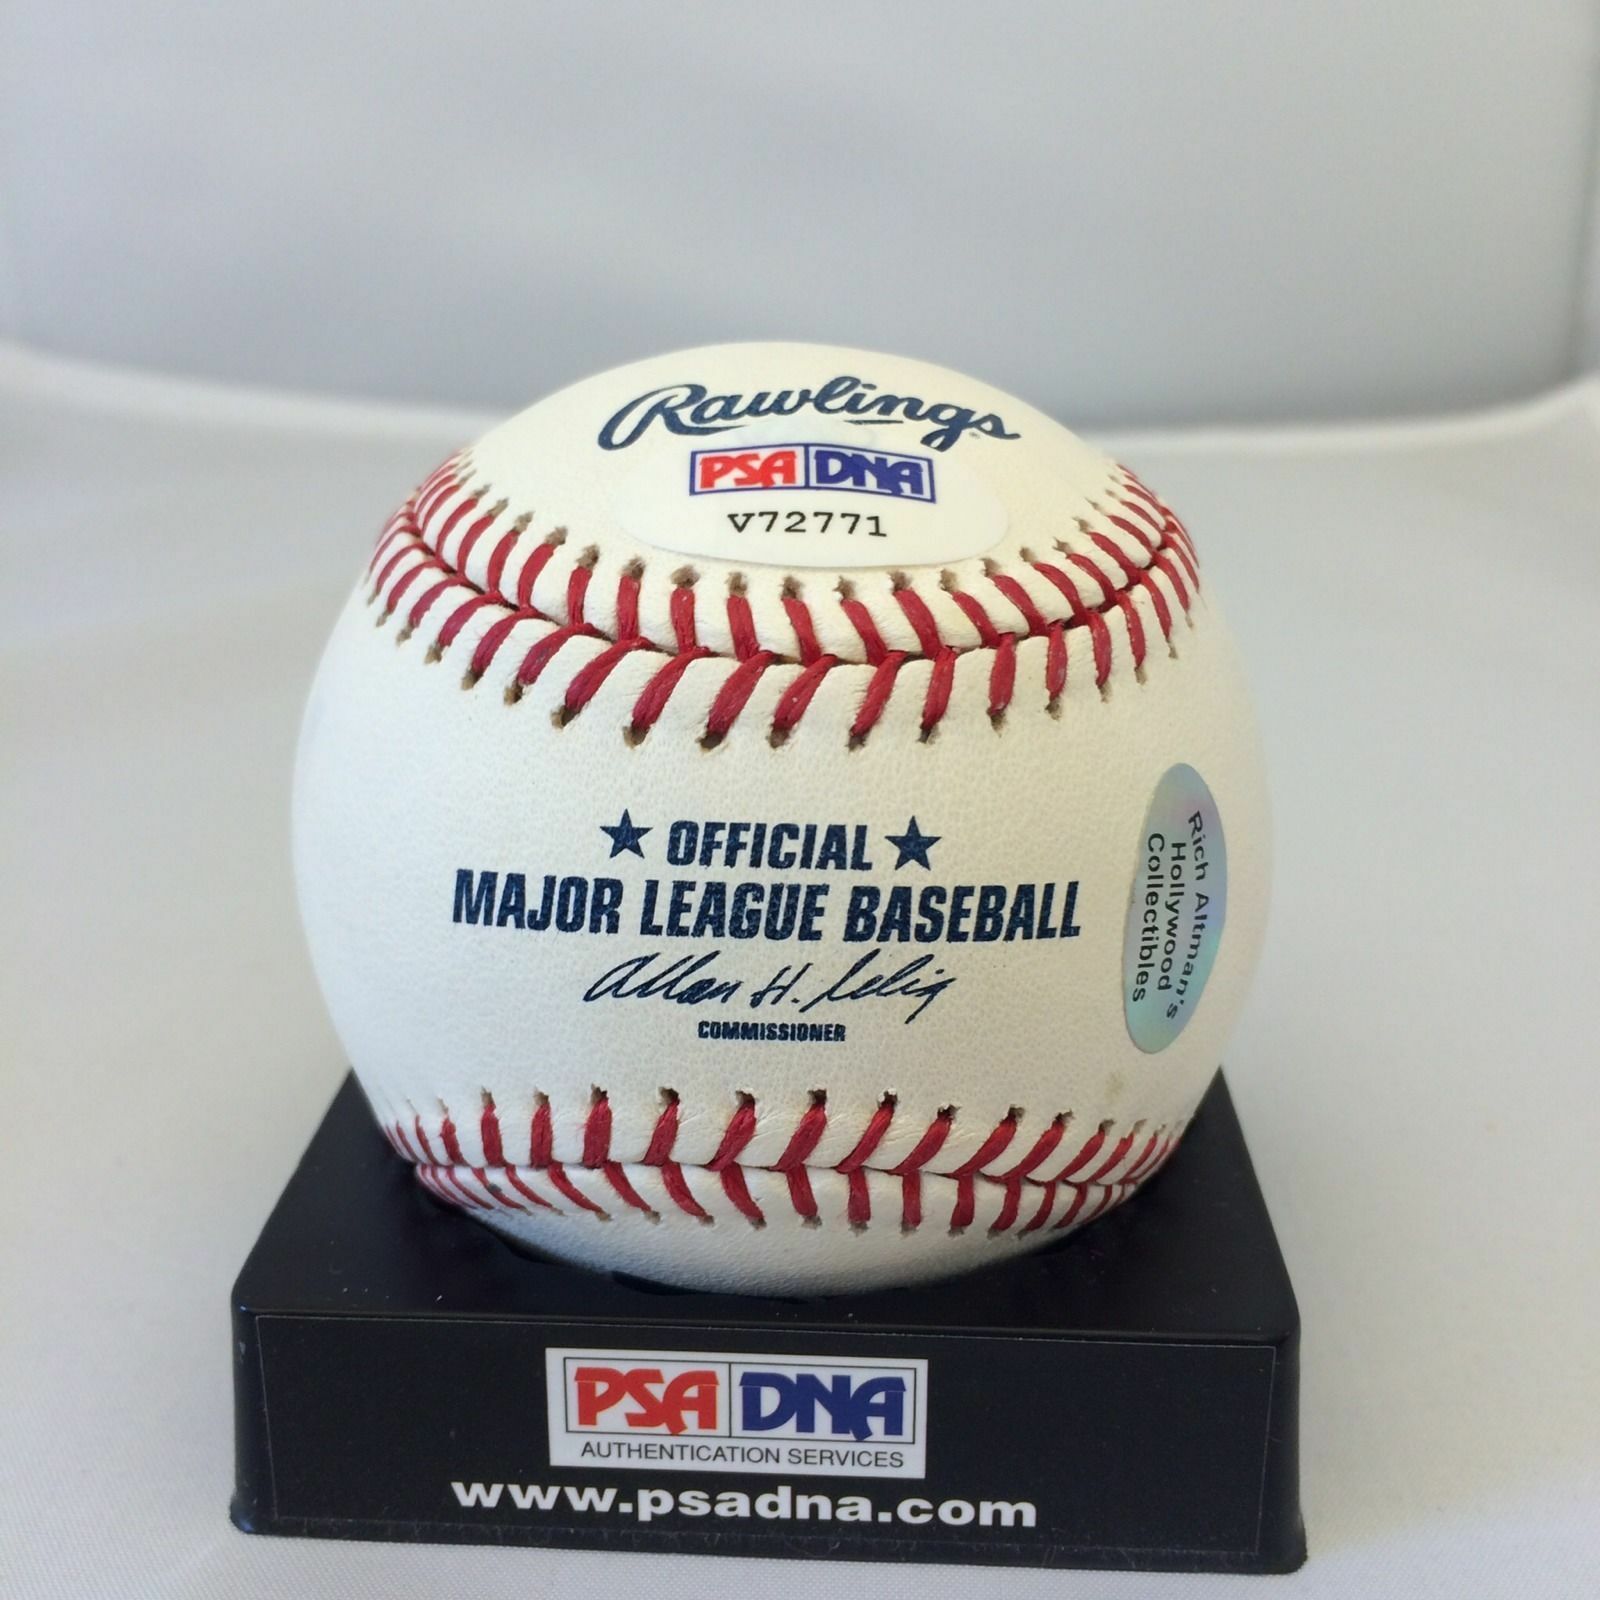 Rawlings
PSA DNA
V72771
★ OFFICIAL ★
MAJOR LEAGUE BASEBALL
Allan H. Selig
COMMISSIONER
Rich Altman's
Hollywood
Collectibles
PSA DNA
AUTHENTICATION SERVICES
www.psadna.com